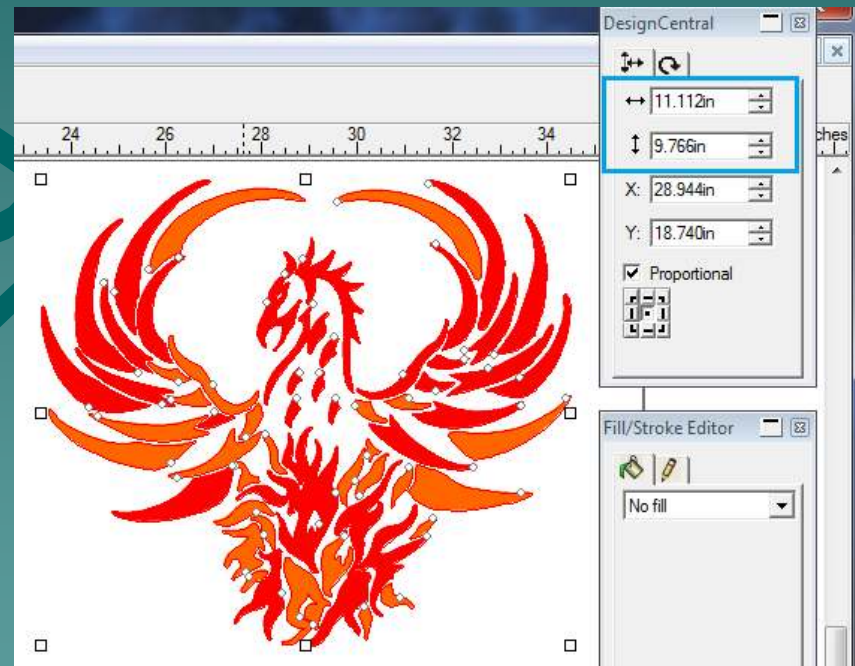 DesignCentral
11.112in
9.766in
X: 28.944in
Y: 18.740in
Proportional
24 26 28 30 32 34
ches
Fill/Stroke Editor
No fill